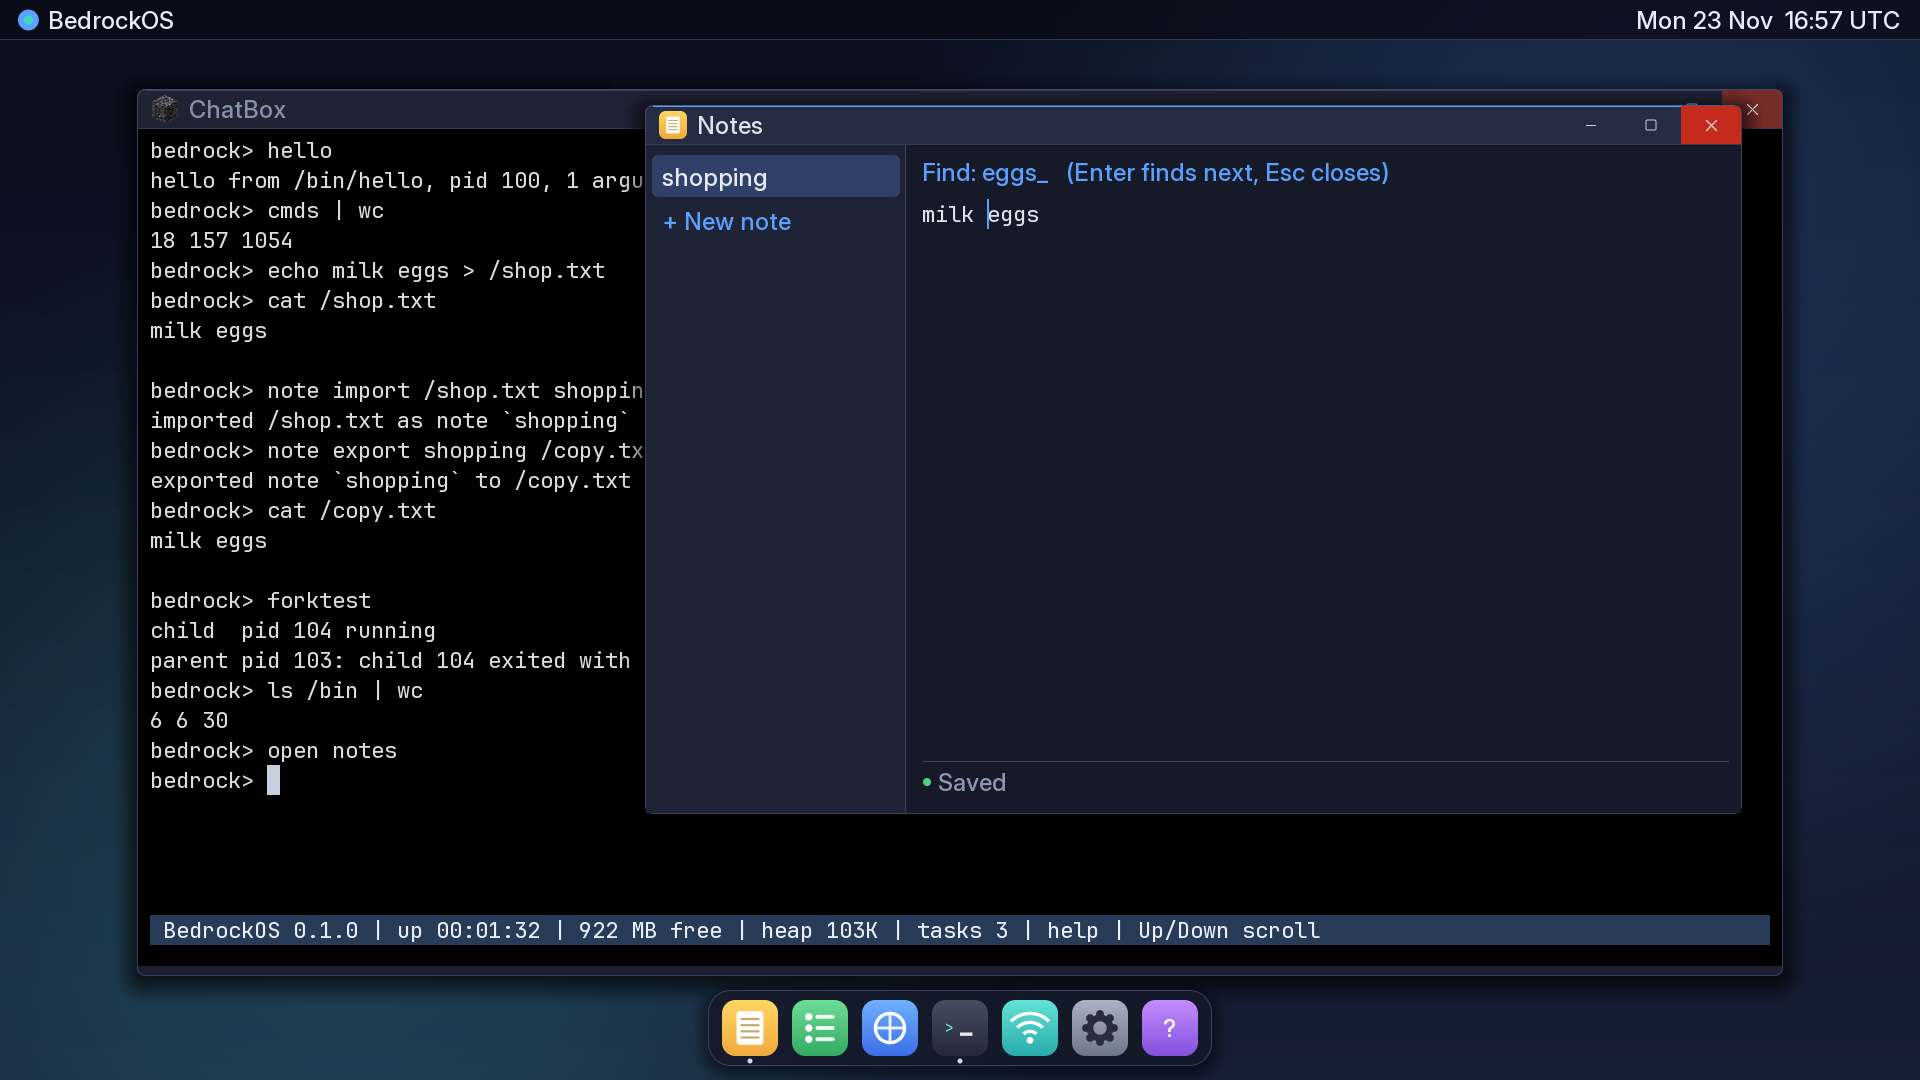 BedrockOS
Mon 23 Nov 16:57 UTC
ChatBox
bedrock> hello
hello from /bin/hello, pid 100, 1 argu
bedrock> cmds | wc
18 157 1054
bedrock> echo milk eggs > /shop.txt
bedrock> cat /shop.txt
milk eggs
bedrock> note import /shop.txt shoppin
imported /shop.txt as note `shopping`
bedrock> note export shopping /copy.tx
exported note `shopping` to /copy.txt
bedrock> cat /copy.txt
milk eggs
bedrock> forktest
child  pid 104 running
parent pid 103: child 104 exited with
bedrock> ls /bin | wc
6 6 30
bedrock> open notes
bedrock>
Notes
shopping
+ New note
Find: eggs_ (Enter finds next, Esc closes)
milk eggs
Saved
BedrockOS 0.1.0 | up 00:01:32 | 922 MB free | heap 103K | tasks 3 | help | Up/Down scroll
>_
?